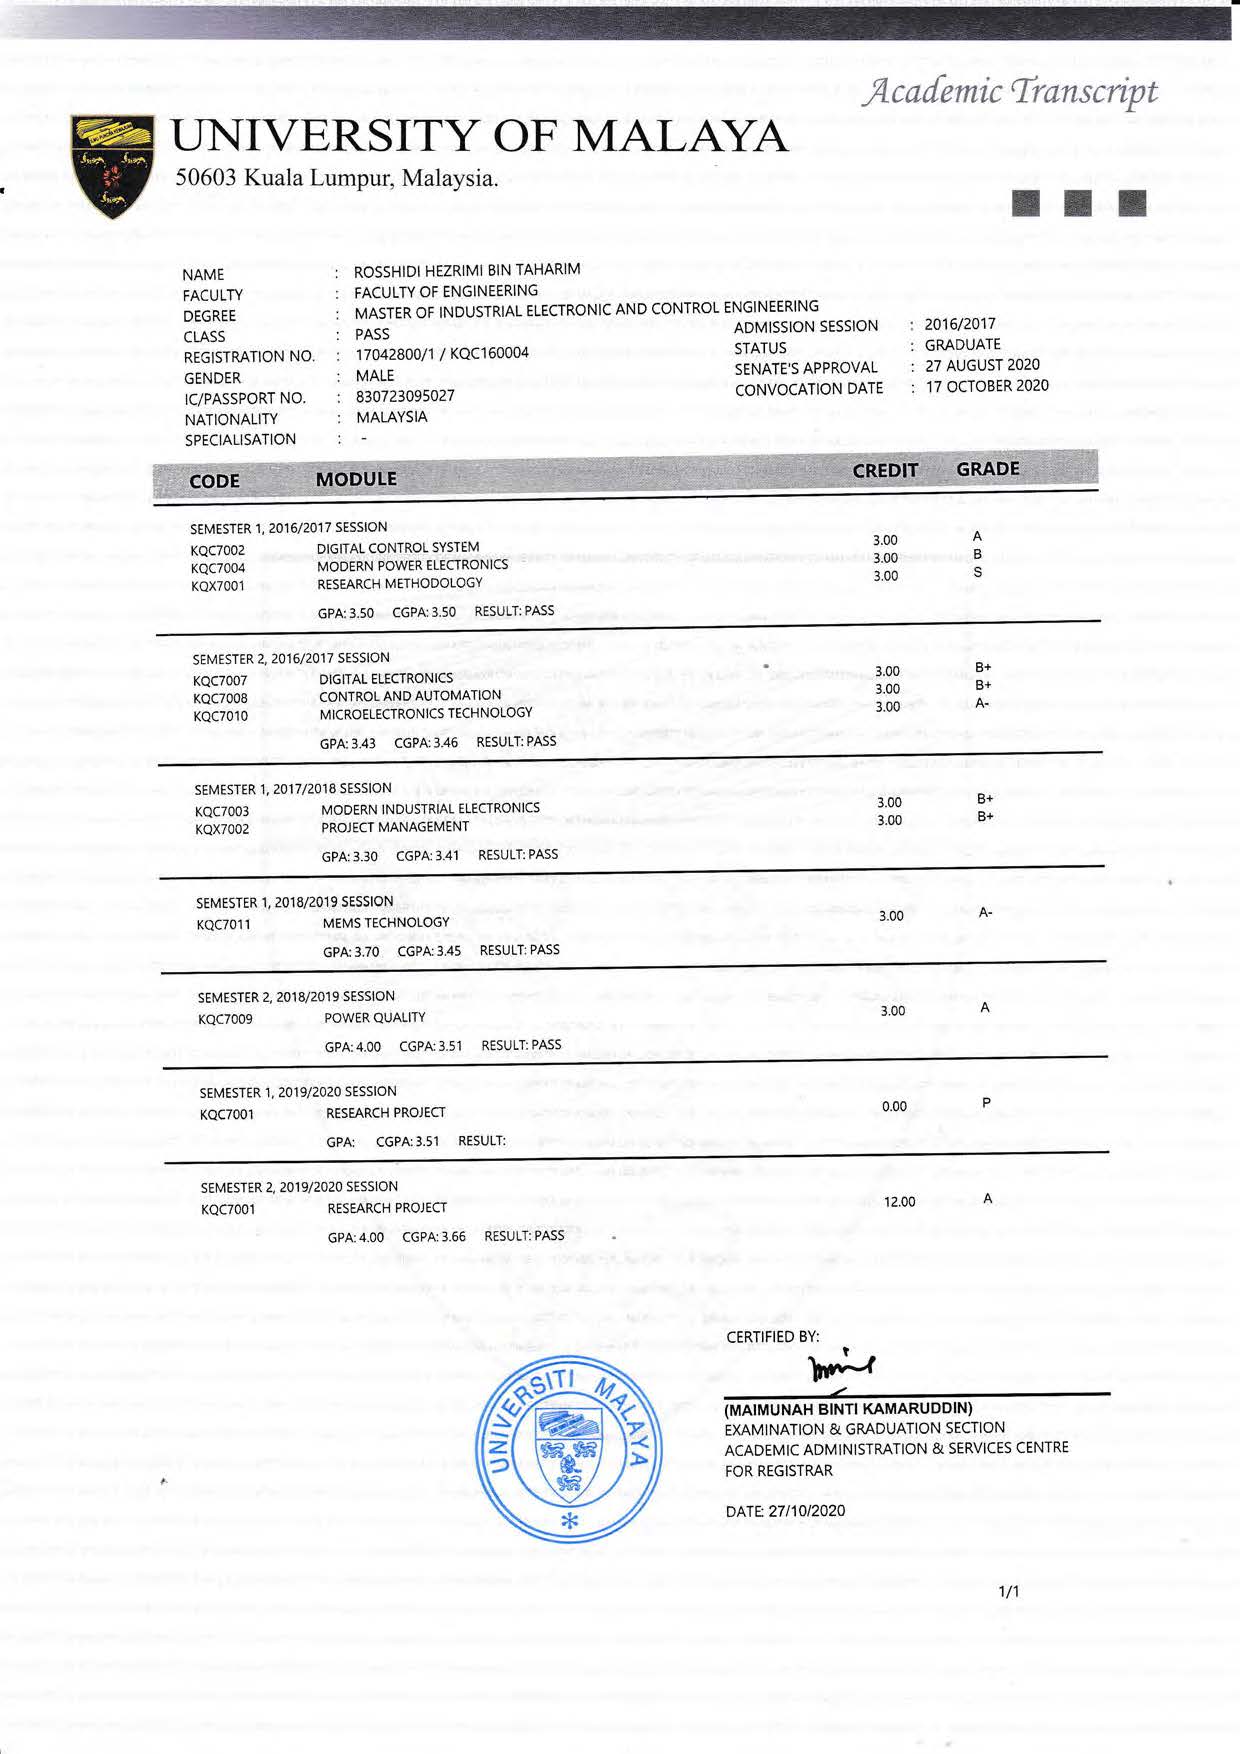 Academic Transcript
UNIVERSITY OF MALAYA
50603 Kuala Lumpur, Malaysia.
NAME : ROSSHIDI HEZRIMI BIN TAHARIM
FACULTY : FACULTY OF ENGINEERING
DEGREE : MASTER OF INDUSTRIAL ELECTRONIC AND CONTROL ENGINEERING
CLASS : PASS
REGISTRATION NO. : 17042800/1 / KQC160004
GENDER : MALE
IC/PASSPORT NO. : 830723095027
NATIONALITY : MALAYSIA
SPECIALISATION : -
ADMISSION SESSION : 2016/2017
STATUS : GRADUATE
SENATE'S APPROVAL : 27 AUGUST 2020
CONVOCATION DATE : 17 OCTOBER 2020
CODE MODULE CREDIT GRADE
SEMESTER 1, 2016/2017 SESSION
KQC7002 DIGITAL CONTROL SYSTEM 3.00 A
KQC7004 MODERN POWER ELECTRONICS 3.00 B
KQX7001 RESEARCH METHODOLOGY 3.00 S
GPA: 3.50 CGPA: 3.50 RESULT: PASS
SEMESTER 2, 2016/2017 SESSION
KQC7007 DIGITAL ELECTRONICS 3.00 B+
KQC7008 CONTROL AND AUTOMATION 3.00 B+
KQC7010 MICROELECTRONICS TECHNOLOGY 3.00 A-
GPA: 3.43 CGPA: 3.46 RESULT: PASS
SEMESTER 1, 2017/2018 SESSION
KQC7003 MODERN INDUSTRIAL ELECTRONICS 3.00 B+
KQX7002 PROJECT MANAGEMENT 3.00 B+
GPA: 3.30 CGPA: 3.41 RESULT: PASS
SEMESTER 1, 2018/2019 SESSION
KQC7011 MEMS TECHNOLOGY 3.00 A-
GPA: 3.70 CGPA: 3.45 RESULT: PASS
SEMESTER 2, 2018/2019 SESSION
KQC7009 POWER QUALITY 3.00 A
GPA: 4.00 CGPA: 3.51 RESULT: PASS
SEMESTER 1, 2019/2020 SESSION
KQC7001 RESEARCH PROJECT 0.00 P
GPA: CGPA: 3.51 RESULT:
SEMESTER 2, 2019/2020 SESSION
KQC7001 RESEARCH PROJECT 12.00 A
GPA: 4.00 CGPA: 3.66 RESULT: PASS
CERTIFIED BY:
UNIVERSITI MALAYA
(MAIMUNAH BINTI KAMARUDDIN)
EXAMINATION & GRADUATION SECTION
ACADEMIC ADMINISTRATION & SERVICES CENTRE
FOR REGISTRAR
DATE: 27/10/2020
1/1